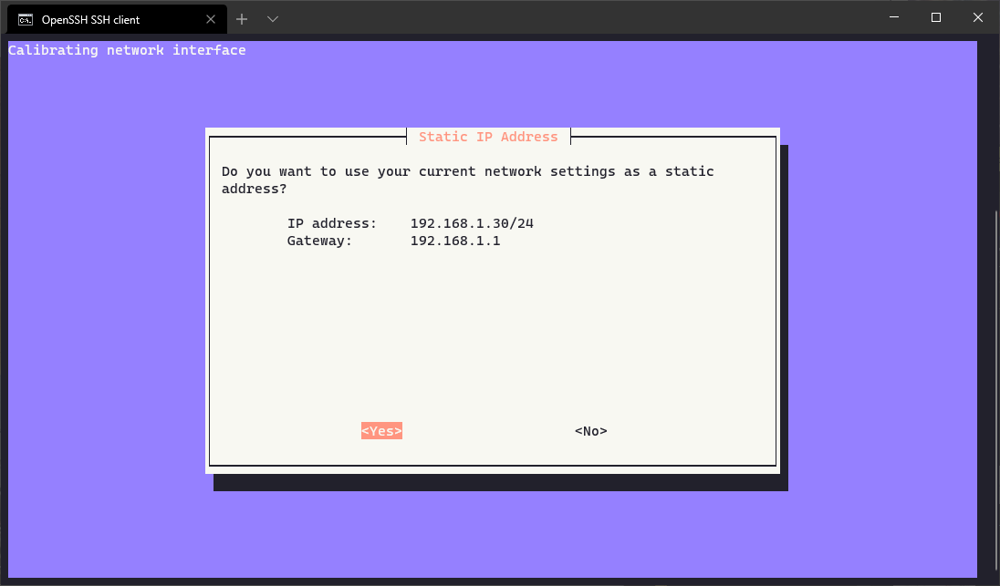 OpenSSH SSH client
Calibrating network interface
Static IP Address
Do you want to use your current network settings as a static
address?
IP address: 192.168.1.30/24
Gateway: 192.168.1.1
<Yes> <No>